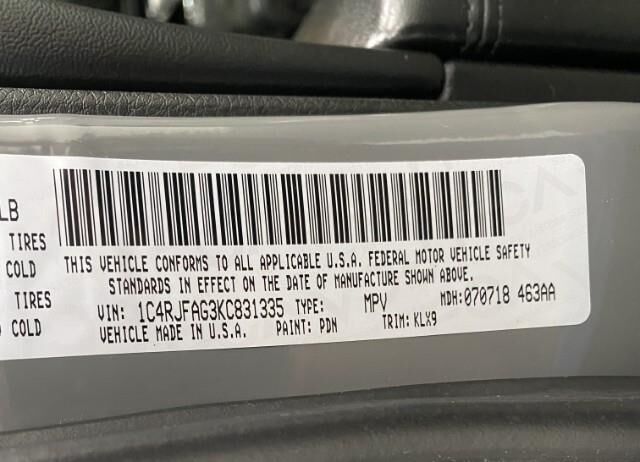 LB
TIRES
COLD
TIRES
COLD
THIS VEHICLE CONFORMS TO ALL APPLICABLE U.S.A. FEDERAL MOTOR VEHICLE SAFETY
STANDARDS IN EFFECT ON THE DATE OF MANUFACTURE SHOWN ABOVE.
VIN: 1C4RJFAG3KC831335 TYPE: MPV MDH:070718 463AA
VEHICLE MADE IN U.S.A. PAINT: PDN TRIM: KLX9